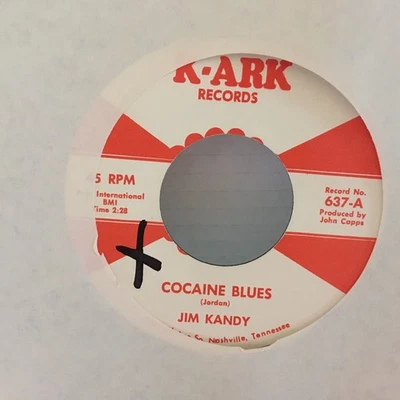 K-ARK
RECORDS
5 RPM
International
BMI
Time 2:28
Record No.
637-A
Produced by
John Capps
COCAINE BLUES
(Jordan)
JIM KANDY
So. Nashville, Tennessee